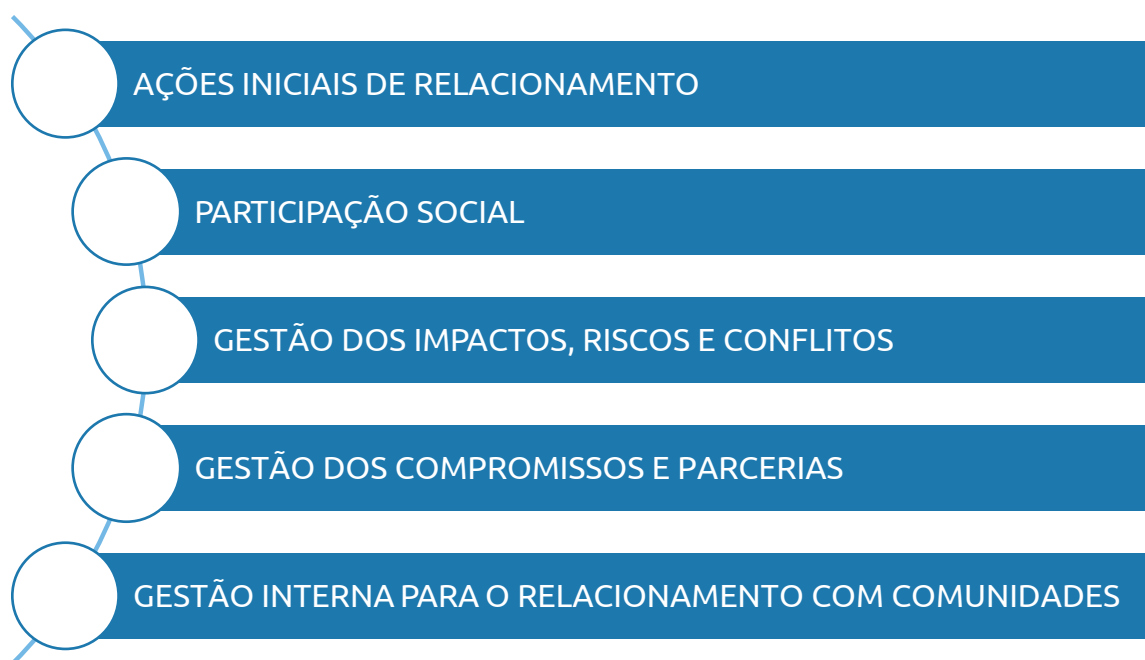 AÇÕES INICIAIS DE RELACIONAMENTO
PARTICIPAÇÃO SOCIAL
GESTÃO DOS IMPACTOS, RISCOS E CONFLITOS
GESTÃO DOS COMPROMISSOS E PARCERIAS
GESTÃO INTERNA PARA O RELACIONAMENTO COM COMUNIDADES